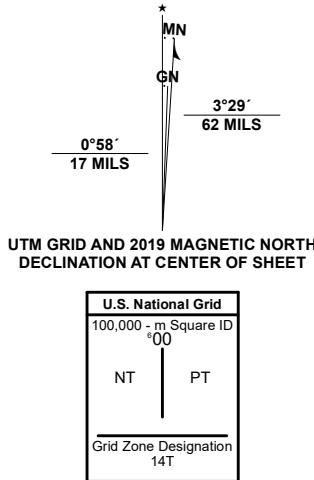 ★
MN
GN
3°29´
62 MILS
0°58´
17 MILS
UTM GRID AND 2019 MAGNETIC NORTH
DECLINATION AT CENTER OF SHEET
U.S. National Grid
100,000 - m Square ID
⁶00
NT PT
Grid Zone Designation
14T